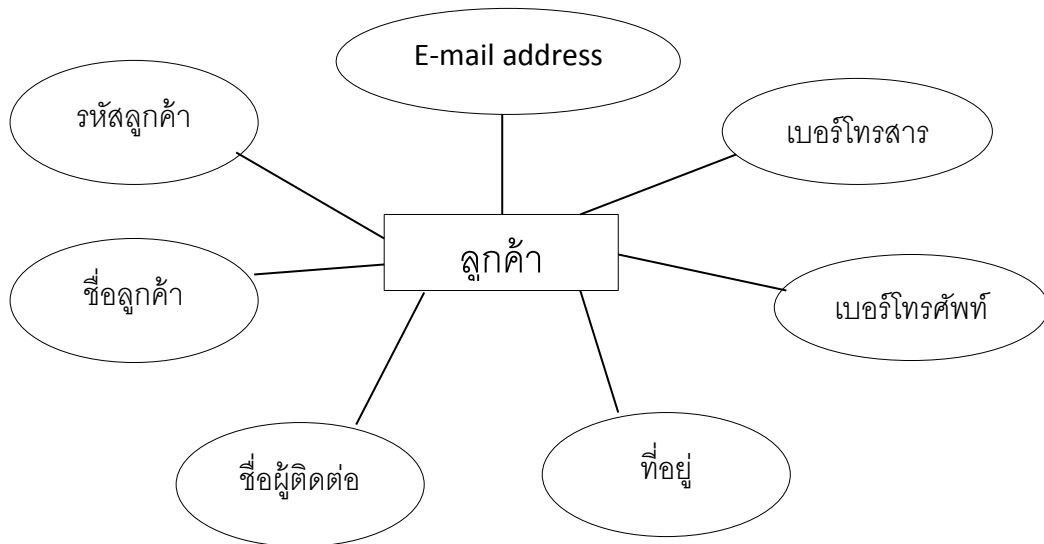 E-mail address
รหัสลูกค้า
เบอร์โทรสาร
ลูกค้า
ชื่อลูกค้า
เบอร์โทรศัพท์
ชื่อผู้ติดต่อ
ที่อยู่